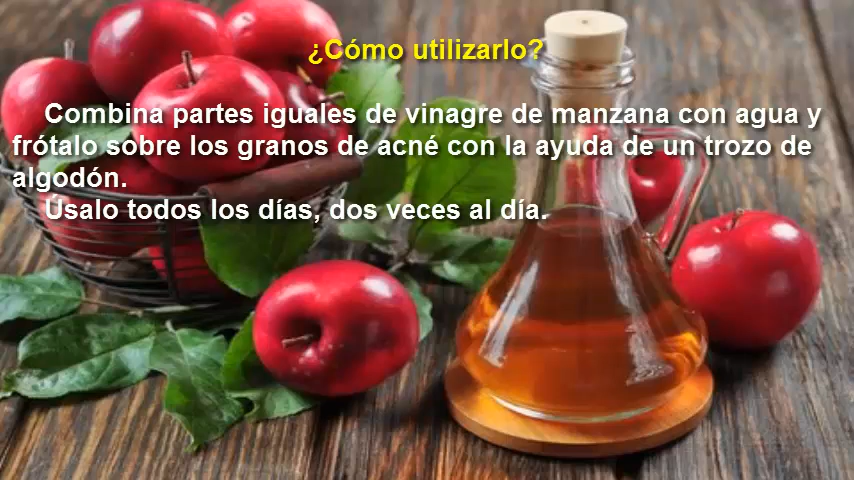 ¿Cómo utilizarlo?
Combina partes iguales de vinagre de manzana con agua y
frótalo sobre los granos de acné con la ayuda de un trozo de
algodón.
Úsalo todos los días, dos veces al día.